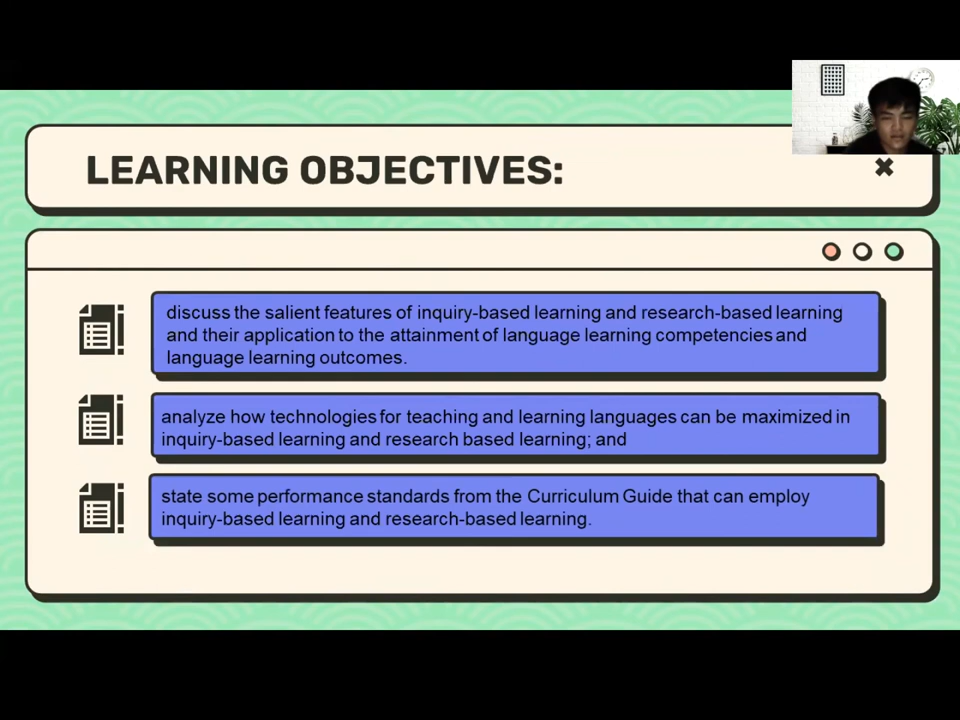 LEARNING OBJECTIVES:
discuss the salient features of inquiry-based learning and research-based learning
and their application to the attainment of language learning competencies and
language learning outcomes.
analyze how technologies for teaching and learning languages can be maximized in
inquiry-based learning and research based learning; and
state some performance standards from the Curriculum Guide that can employ
inquiry-based learning and research-based learning.